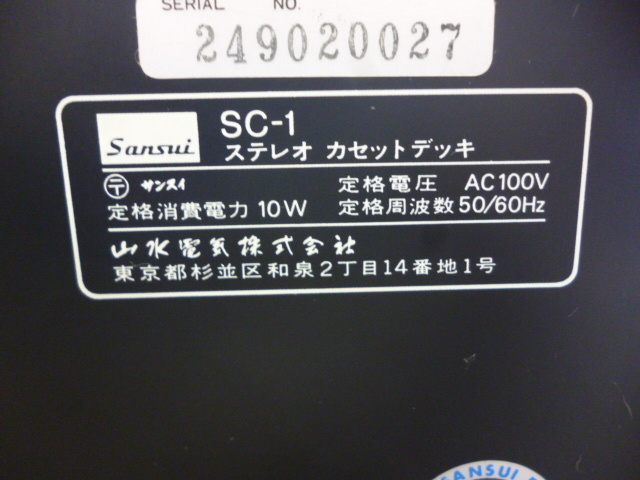 SERIAL NO.
249020027
Sansui
SC-1
ステレオ カセットデッキ
〒 サンスイ 定格電圧 AC100V
定格消費電力 10W 定格周波数 50/60Hz
山水電気株式会社
東京都杉並区和泉2丁目14番地1号
SANSUI